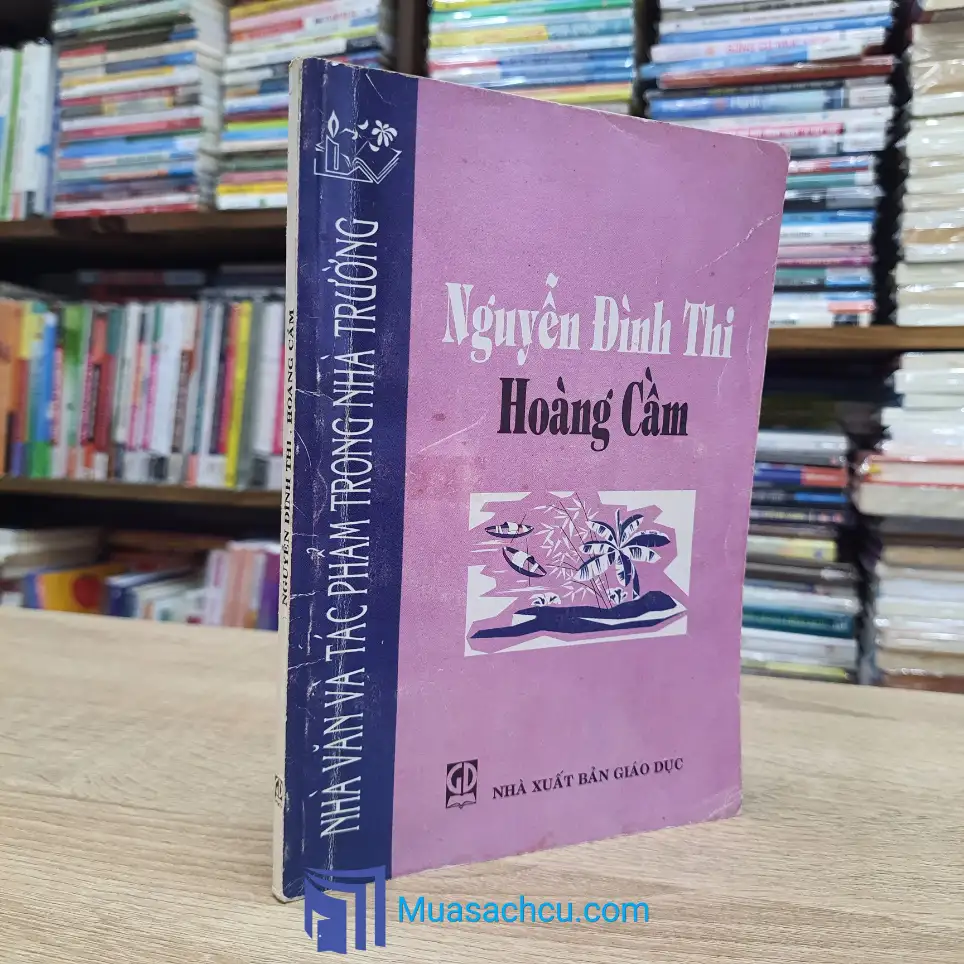 NHÀ VĂN VÀ TÁC PHẨM TRONG NHÀ TRƯỜNG
NGUYỄN ĐÌNH THI - HOÀNG CẦM
Nguyễn Đình Thi
Hoàng Cầm
GD
NHÀ XUẤT BẢN GIÁO DỤC
Muasachcu.com